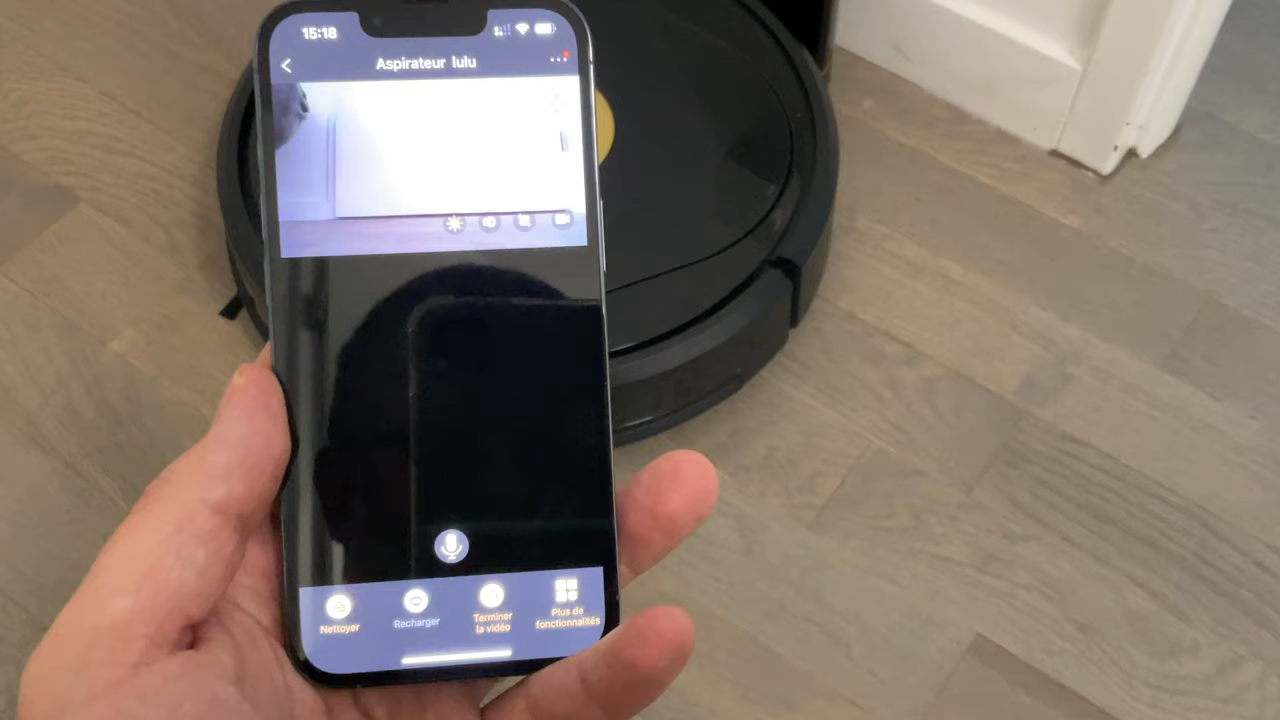 15:18
Aspirateur lulu
Nettoyer
Recharger
Terminer
la vidéo
Plus de
fonctionnalités